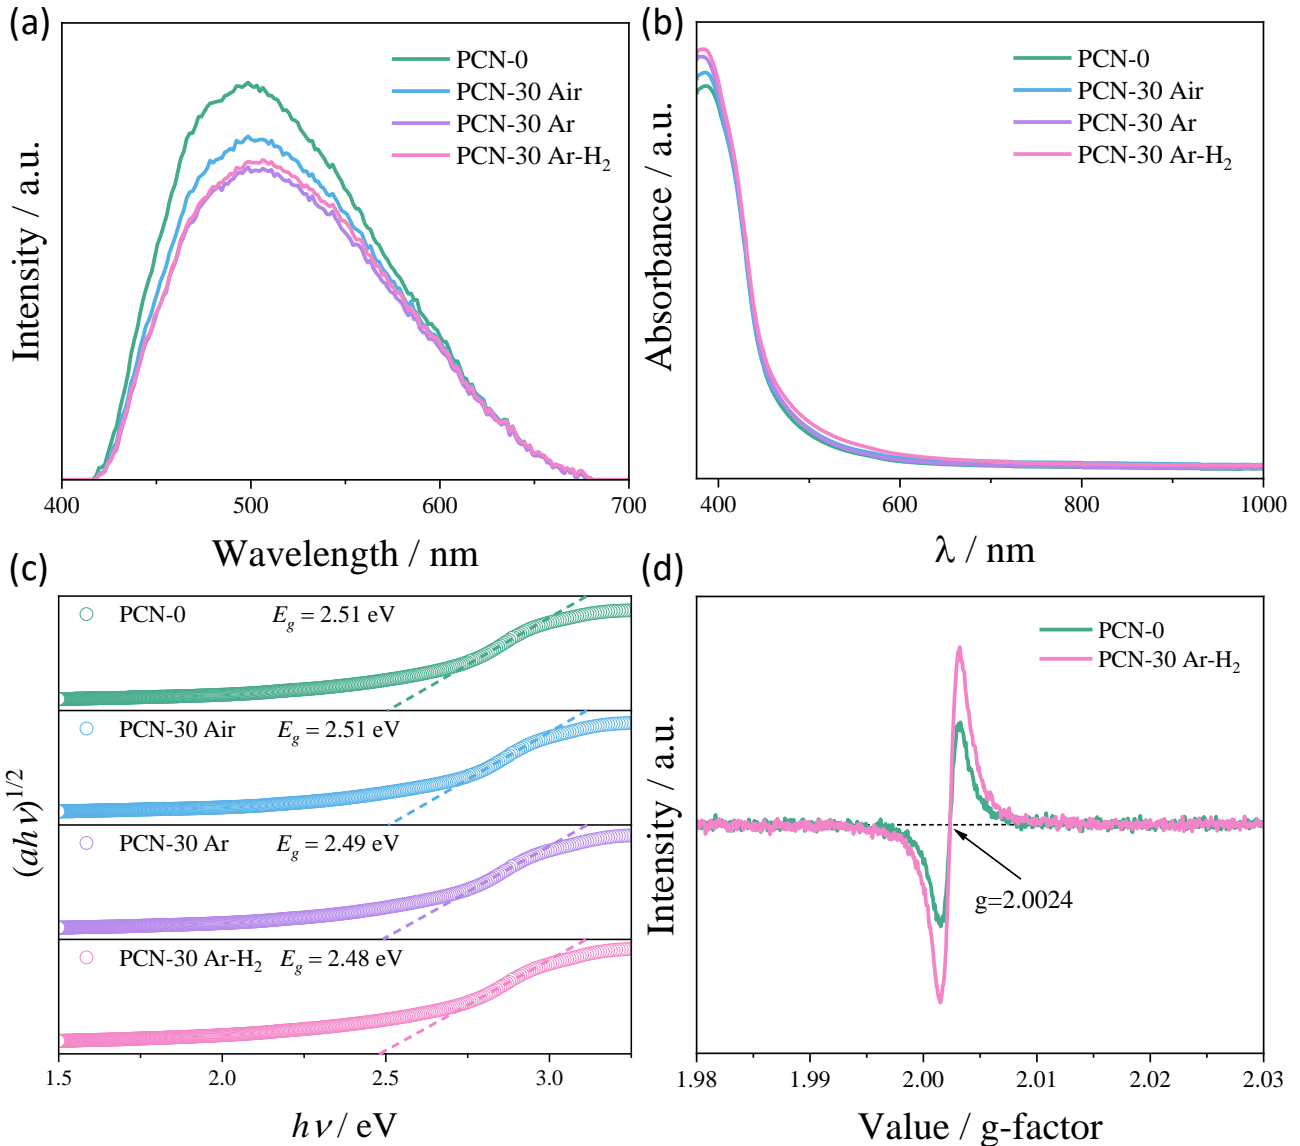 (a)
PCN-0
PCN-30 Air
PCN-30 Ar
PCN-30 Ar-H₂
Intensity / a.u.
400 500 600 700
Wavelength / nm
(b)
PCN-0
PCN-30 Air
PCN-30 Ar
PCN-30 Ar-H₂
Absorbance / a.u.
400 600 800 1000
λ / nm
(c)
PCN-0 E_g = 2.51 eV
PCN-30 Air E_g = 2.51 eV
PCN-30 Ar E_g = 2.49 eV
PCN-30 Ar-H₂ E_g = 2.48 eV
(ahν)^1/2
1.5 2.0 2.5 3.0
hν / eV
(d)
PCN-0
PCN-30 Ar-H₂
g=2.0024
Intensity / a.u.
1.98 1.99 2.00 2.01 2.02 2.03
Value / g-factor